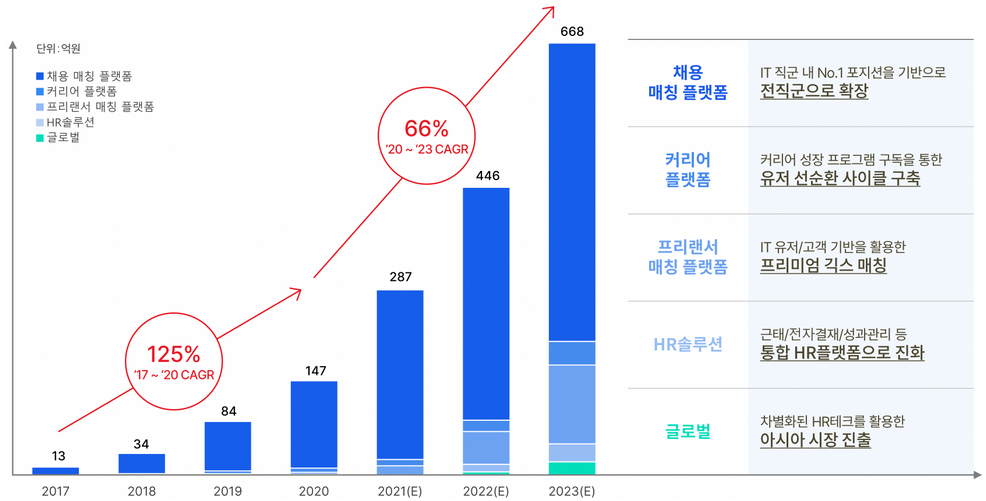 단위:억원
채용 매칭 플랫폼
커리어 플랫폼
프리랜서 매칭 플랫폼
HR솔루션
글로벌
125%
'17 ~ '20 CAGR
66%
'20 ~ '23 CAGR
13
34
84
147
287
446
668
2017
2018
2019
2020
2021(E)
2022(E)
2023(E)
채용
매칭 플랫폼
IT 직군 내 No.1 포지션을 기반으로
전직군으로 확장
커리어
플랫폼
커리어 성장 프로그램 구독을 통한
유저 선순환 사이클 구축
프리랜서
매칭 플랫폼
IT 유저/고객 기반을 활용한
프리미엄 긱스 매칭
HR솔루션
근태/전자결재/성과관리 등
통합 HR플랫폼으로 진화
글로벌
차별화된 HR테크를 활용한
아시아 시장 진출